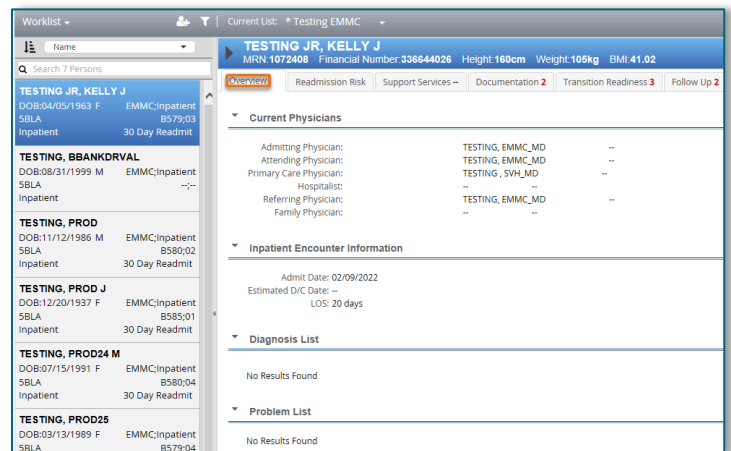 Worklist
Current List: * Testing EMMC
Name
Search 7 Persons
TESTING JR, KELLY J
DOB:04/05/1963 F EMMC;Inpatient
5BLA B579;03
Inpatient 30 Day Readmit
TESTING, BBANKDRVAL
DOB:08/31/1999 M EMMC;Inpatient
5BLA --;--
Inpatient
TESTING, PROD
DOB:11/12/1986 M EMMC;Inpatient
5BLA B580;02
Inpatient 30 Day Readmit
TESTING, PROD J
DOB:12/20/1937 F EMMC;Inpatient
5BLA B585;01
Inpatient 30 Day Readmit
TESTING, PROD24 M
DOB:07/15/1991 F EMMC;Inpatient
5BLA B580;04
Inpatient 30 Day Readmit
TESTING, PROD25
DOB:03/13/1989 F EMMC;Inpatient
5BLA B579;04
TESTING JR, KELLY J
MRN:1072408 Financial Number:336644026 Height:160cm Weight:105kg BMI:41.02
Overview Readmission Risk Support Services -- Documentation 2 Transition Readiness 3 Follow Up 2
Current Physicians
Admitting Physician: TESTING, EMMC_MD --
Attending Physician: TESTING, EMMC_MD --
Primary Care Physician: TESTING , SVH_MD --
Hospitalist: -- --
Referring Physician: TESTING, EMMC_MD --
Family Physician: -- --
Inpatient Encounter Information
Admit Date: 02/09/2022
Estimated D/C Date: --
LOS: 20 days
Diagnosis List
No Results Found
Problem List
No Results Found